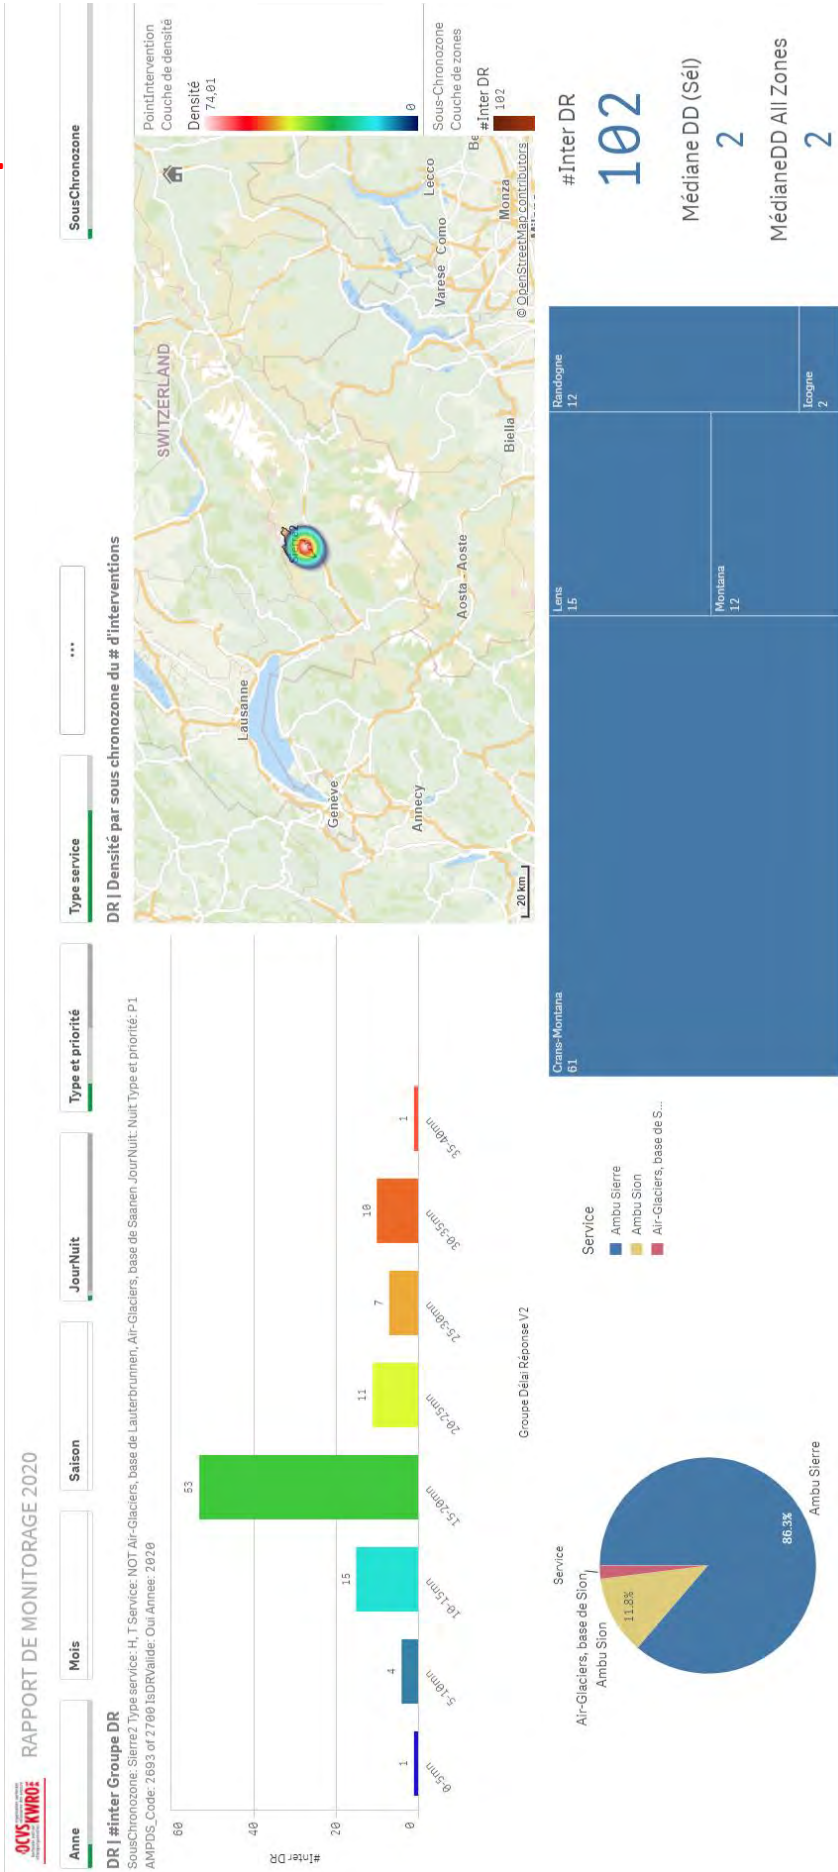 OCVS
KWRO
RAPPORT DE MONITORAGE 2020
Anne
Mois
Saison
JourNuit
Type et priorité
Type service
...
SousChronozone
DR | #inter Groupe DR
SousChronozone: Sierre2 Type service: H, T Service: NOT Air-Glaciers, base de Lauterbrunnen, Air-Glaciers, base de Saanen JourNuit: Nuit Type et priorité: P1
AMPDS_Code: 2693 of 2700 IsDRValide: Oui Annee: 2020
#Inter DR
60
40
20
0
1
4
15
53
11
7
10
1
0-5mn
5-10mn
10-15mn
15-20mn
20-25mn
25-30mn
30-35mn
35-40mn
Groupe Délai Réponse V2
DR | Densité par sous chronozone du # d'interventions
SWITZERLAND
Lausanne
Genève
Annecy
Aosta - Aoste
Biella
Varese
Como
Lecco
Monza
Be
20 km
© OpenStreetMap contributors
PointIntervention
Couche de densité
Densité
74,01
0
Sous-Chronozone
Couche de zones
#Inter DR
102
Service
Air-Glaciers, base de Sion
Ambu Sion
11.8%
86.3%
Ambu Sierre
Service
Ambu Sierre
Ambu Sion
Air-Glaciers, base de S...
Crans-Montana
61
Lens
15
Montana
12
Randogne
12
Icogne
2
#Inter DR
102
Médiane DD (Sél)
2
MédianeDD All Zones
2